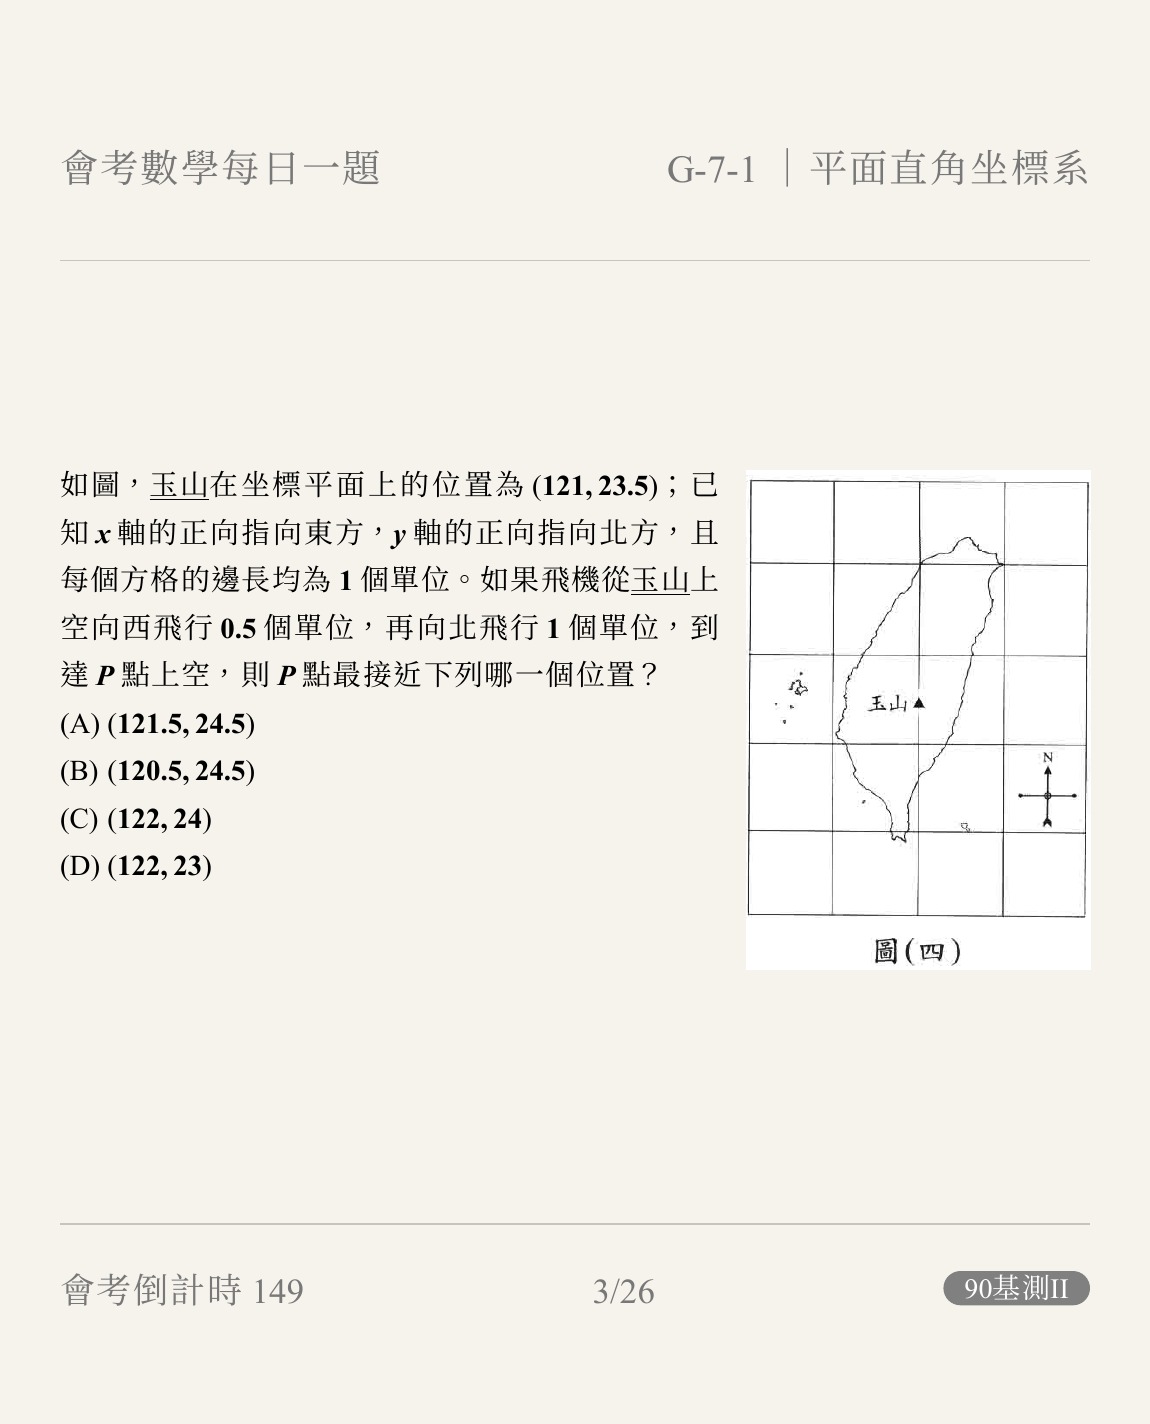 會考數學每日一題
G-7-1 │ 平面直角坐標系
如圖，玉山在坐標平面上的位置為 (121, 23.5)；已
知 x 軸的正向指向東方，y 軸的正向指向北方，且
每個方格的邊長均為 1 個單位。如果飛機從玉山上
空向西飛行 0.5 個單位，再向北飛行 1 個單位，到
達 P 點上空，則 P 點最接近下列哪一個位置？
(A) (121.5, 24.5)
(B) (120.5, 24.5)
(C) (122, 24)
(D) (122, 23)
玉山
N
圖(四)
會考倒計時 149
3/26
90基測II